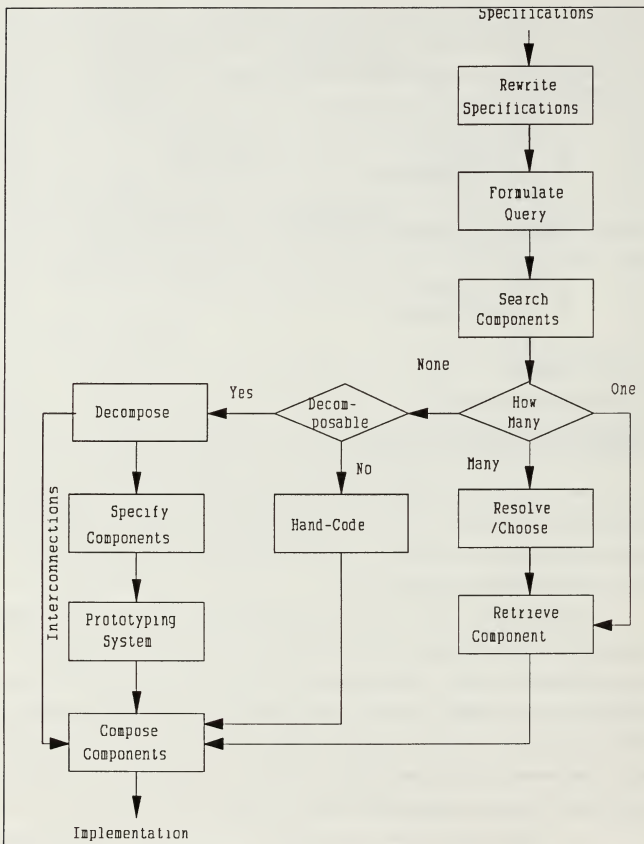 Specifications
Rewrite
Specifications
Formulate
Query
Search
Components
None
One
How
Many
Yes
Decom-
posable
Decompose
Many
No
Resolve
/Choose
Hand-Code
Specify
Components
Interconnections
Retrieve
Component
Prototyping
System
Compose
Components
Implementation